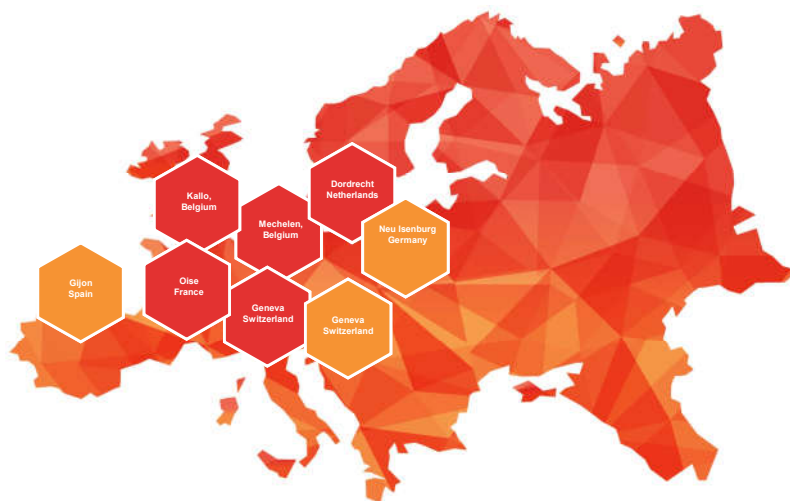 Dordrecht
Netherlands
Kallo,
Belgium
Mechelen,
Belgium
Neu Isenburg
Germany
Gijon
Spain
Oise
France
Geneva
Switzerland
Geneva
Switzerland